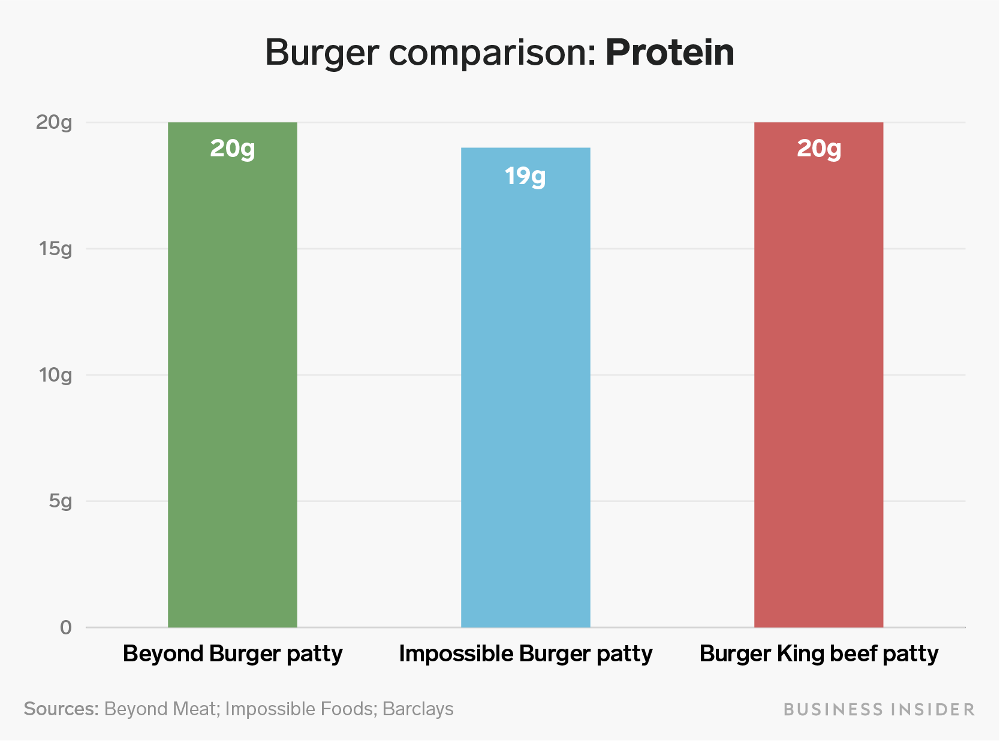 Burger comparison: Protein
20g
15g
10g
5g
0
20g
19g
20g
Beyond Burger patty
Impossible Burger patty
Burger King beef patty
Sources: Beyond Meat; Impossible Foods; Barclays
BUSINESS INSIDER